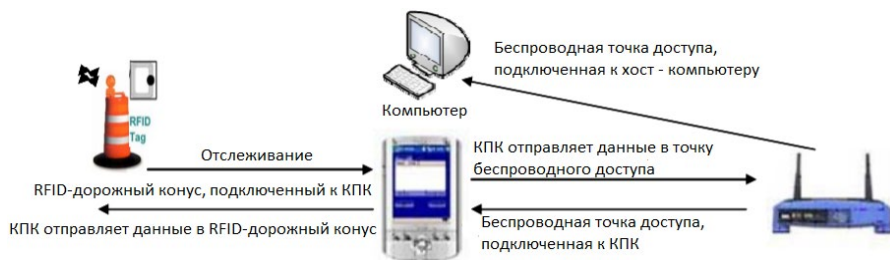 Беспроводная точка доступа,
подключенная к хост - компьютеру
Компьютер
RFID
Tag
Отслеживание
RFID-дорожный конус, подключенный к КПК
КПК отправляет данные в RFID-дорожный конус
КПК отправляет данные в точку
беспроводного доступа
Беспроводная точка доступа,
подключенная к КПК